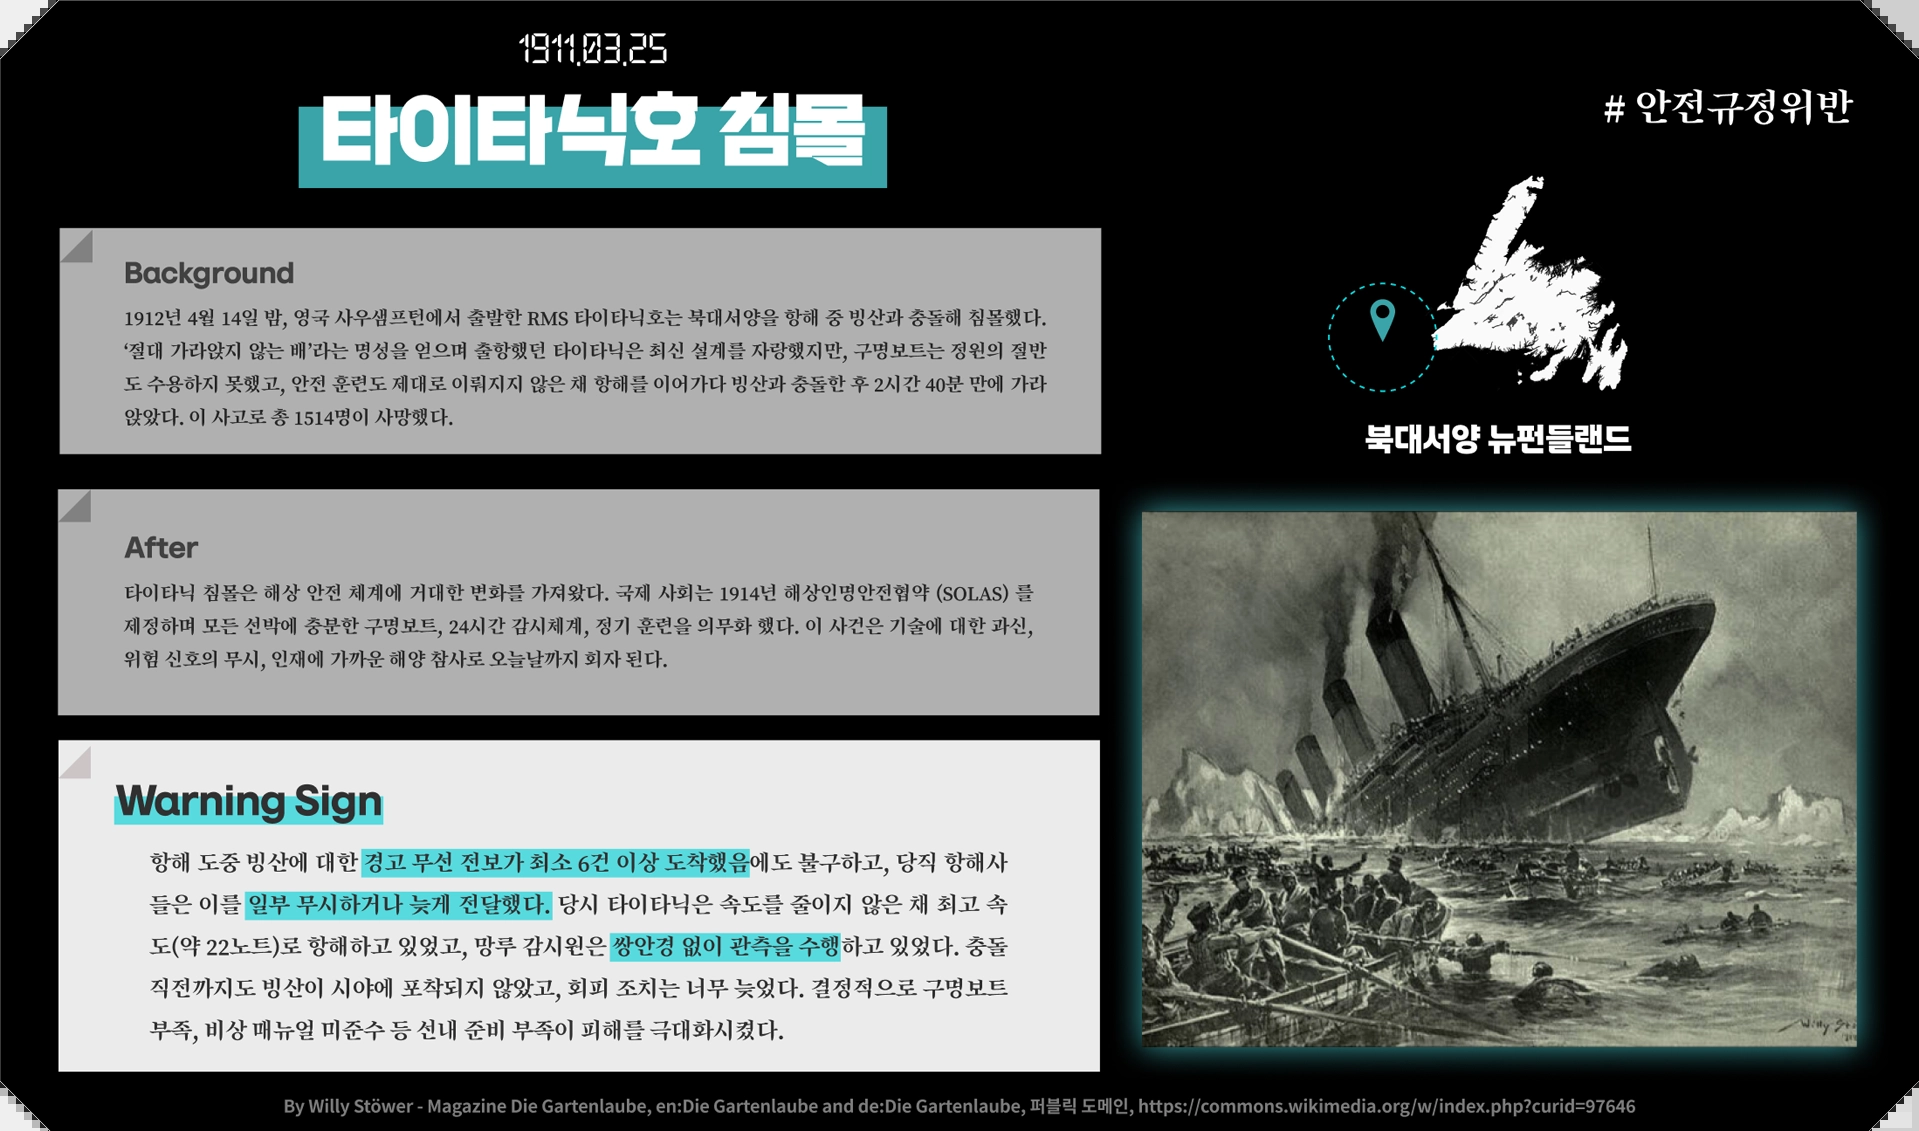 1911.03.25
타이타닉호 침몰
# 안전규정위반
Background
1912년 4월 14일 밤, 영국 사우샘프턴에서 출발한 RMS 타이타닉호는 북대서양을 항해 중 빙산과 충돌해 침몰했다.
‘절대 가라앉지 않는 배’라는 명성을 얻으며 출항했던 타이타닉은 최신 설계를 자랑했지만, 구명보트는 정원의 절반
도 수용하지 못했고, 안전 훈련도 제대로 이뤄지지 않은 채 항해를 이어가다 빙산과 충돌한 후 2시간 40분 만에 가라
앉았다. 이 사고로 총 1514명이 사망했다.
북대서양 뉴펀들랜드
After
타이타닉 침몰은 해상 안전 체계에 거대한 변화를 가져왔다. 국제 사회는 1914년 해상인명안전협약 (SOLAS) 를
제정하며 모든 선박에 충분한 구명보트, 24시간 감시체계, 정기 훈련을 의무화 했다. 이 사건은 기술에 대한 과신,
위험 신호의 무시, 인재에 가까운 해양 참사로 오늘날까지 회자 된다.
Warning Sign
항해 도중 빙산에 대한 경고 무선 전보가 최소 6건 이상 도착했음에도 불구하고, 당직 항해사
들은 이를 일부 무시하거나 늦게 전달했다. 당시 타이타닉은 속도를 줄이지 않은 채 최고 속
도(약 22노트)로 항해하고 있었고, 망루 감시원은 쌍안경 없이 관측을 수행하고 있었다. 충돌
직전까지도 빙산이 시야에 포착되지 않았고, 회피 조치는 너무 늦었다. 결정적으로 구명보트
부족, 비상 매뉴얼 미준수 등 선내 준비 부족이 피해를 극대화시켰다.
Willy
By Willy Stöwer - Magazine Die Gartenlaube, en:Die Gartenlaube and de:Die Gartenlaube, 퍼블릭 도메인, https://commons.wikimedia.org/w/index.php?curid=97646